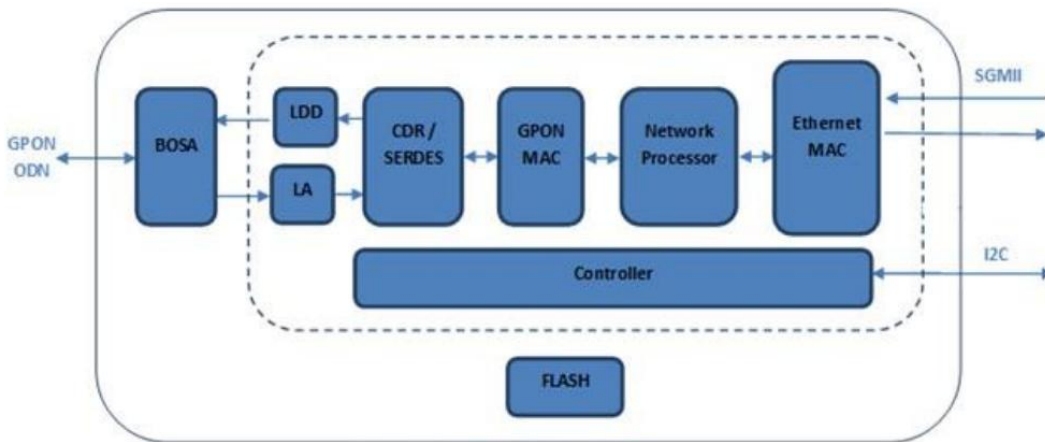 GPON
ODN
BOSA
LDD
LA
CDR /
SERDES
GPON
MAC
Network
Processor
Ethernet
MAC
SGMII
Controller
I2C
FLASH